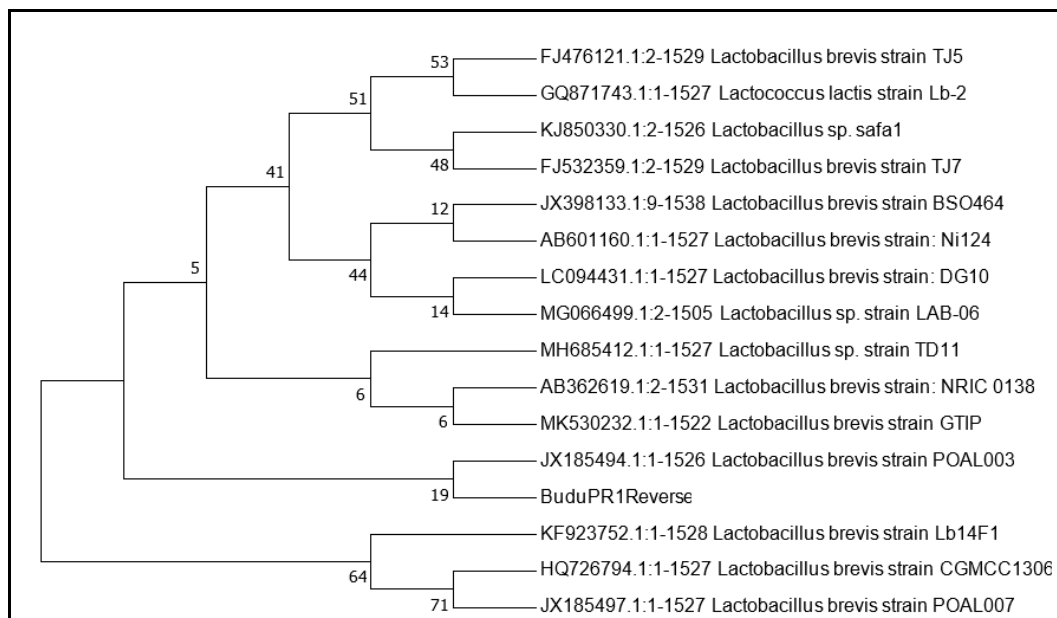 53
FJ476121.1:2-1529 Lactobacillus brevis strain TJ5
51
GQ871743.1:1-1527 Lactococcus lactis strain Lb-2
KJ850330.1:2-1526 Lactobacillus sp. safa1
41
48
FJ532359.1:2-1529 Lactobacillus brevis strain TJ7
12
JX398133.1:9-1538 Lactobacillus brevis strain BSO464
AB601160.1:1-1527 Lactobacillus brevis strain: Ni124
5
44
LC094431.1:1-1527 Lactobacillus brevis strain: DG10
14
MG066499.1:2-1505 Lactobacillus sp. strain LAB-06
MH685412.1:1-1527 Lactobacillus sp. strain TD11
6
AB362619.1:2-1531 Lactobacillus brevis strain: NRIC 0138
6
MK530232.1:1-1522 Lactobacillus brevis strain GTIP
JX185494.1:1-1526 Lactobacillus brevis strain POAL003
19
BuduPR1Reverse
KF923752.1:1-1528 Lactobacillus brevis strain Lb14F1
64
HQ726794.1:1-1527 Lactobacillus brevis strain CGMCC1306
71
JX185497.1:1-1527 Lactobacillus brevis strain POAL007